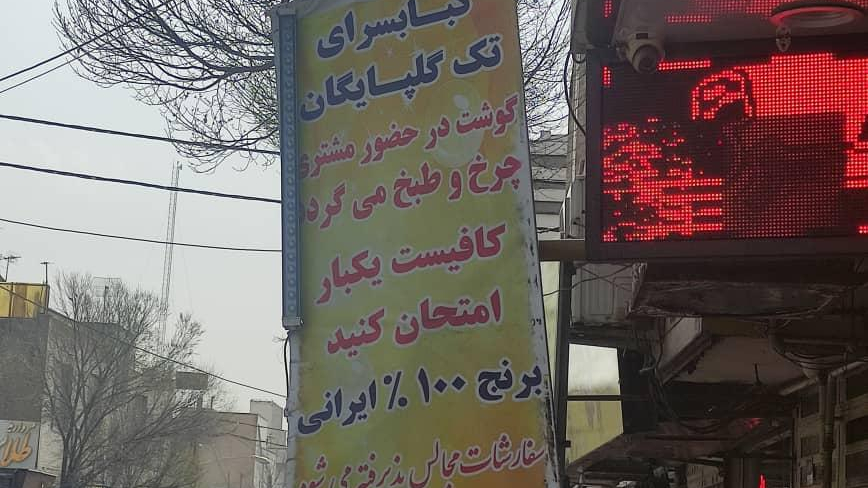 کبابسرای
تک گلپایگان
گوشت در حضور مشتری
چرخ و طبخ می گردد
کافیست یکبار
امتحان کنید
برنج ۱۰۰ ٪ ایرانی
سفارشات مجالس پذیرفته می شود
طلا